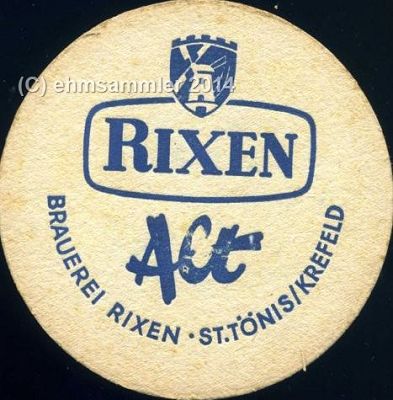 (C) ehmsammler 2014
RIXEN
Alt
BRAUEREI RIXEN · ST. TÖNIS/KREFELD